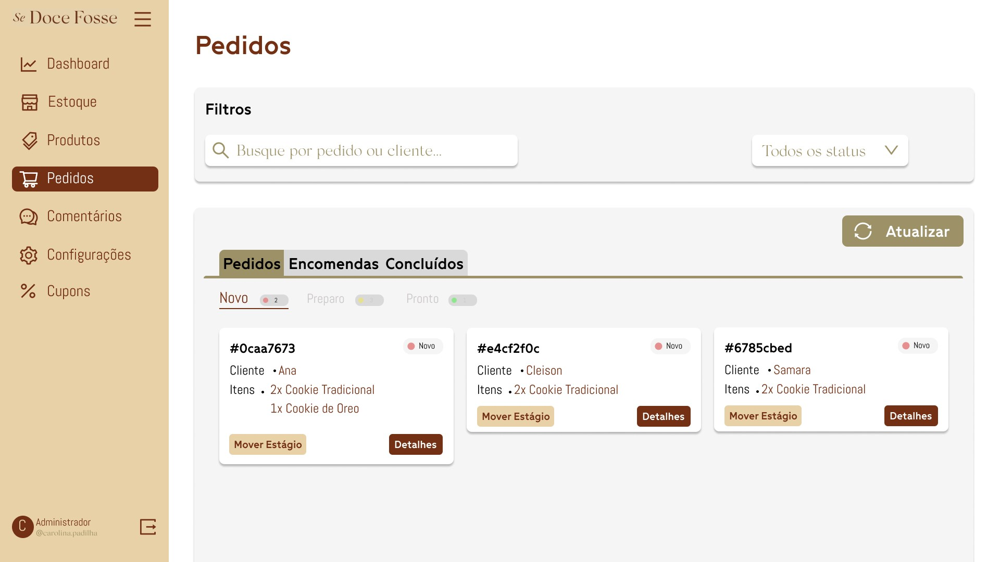 Se Doce Fosse
Dashboard
Estoque
Produtos
Pedidos
Comentários
Configurações
Cupons
C
Administrador
@carolina.padilha
Pedidos
Filtros
Busque por pedido ou cliente...
Todos os status
Atualizar
Pedidos Encomendas Concluídos
Novo 2 Preparo 3 Pronto 1
#0caa7673 Novo
Cliente • Ana
Itens • 2x Cookie Tradicional
1x Cookie de Oreo
Mover Estágio Detalhes
#e4cf2f0c Novo
Cliente • Cleison
Itens • 2x Cookie Tradicional
Mover Estágio Detalhes
#6785cbed Novo
Cliente • Samara
Itens • 2x Cookie Tradicional
Mover Estágio Detalhes